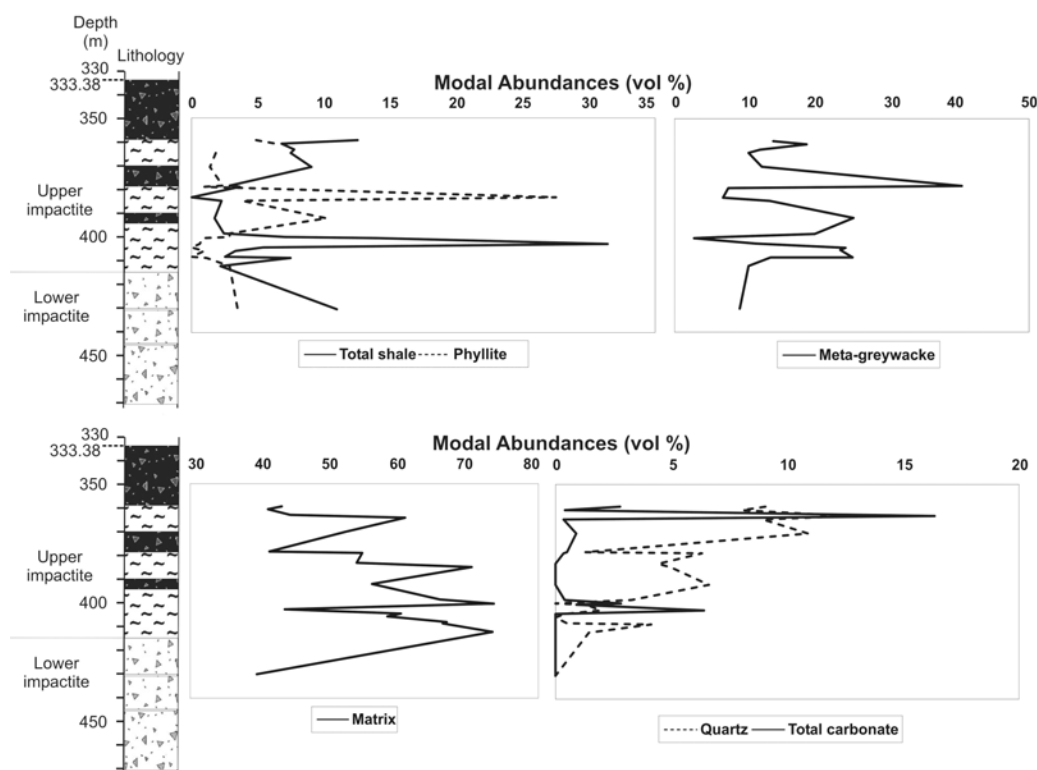 Depth
(m)
Lithology
330
333.38
350
Upper
impactite
400
Lower
impactite
450
Modal Abundances (vol %)
0 5 10 20 30 35
Total shale Phyllite
0 10 20 30 40 50
Meta-greywacke
330
333.38
350
Upper
impactite
400
Lower
impactite
450
Modal Abundances (vol %)
30 40 50 60 70 80
Matrix
0 5 10 15 20
Quartz Total carbonate